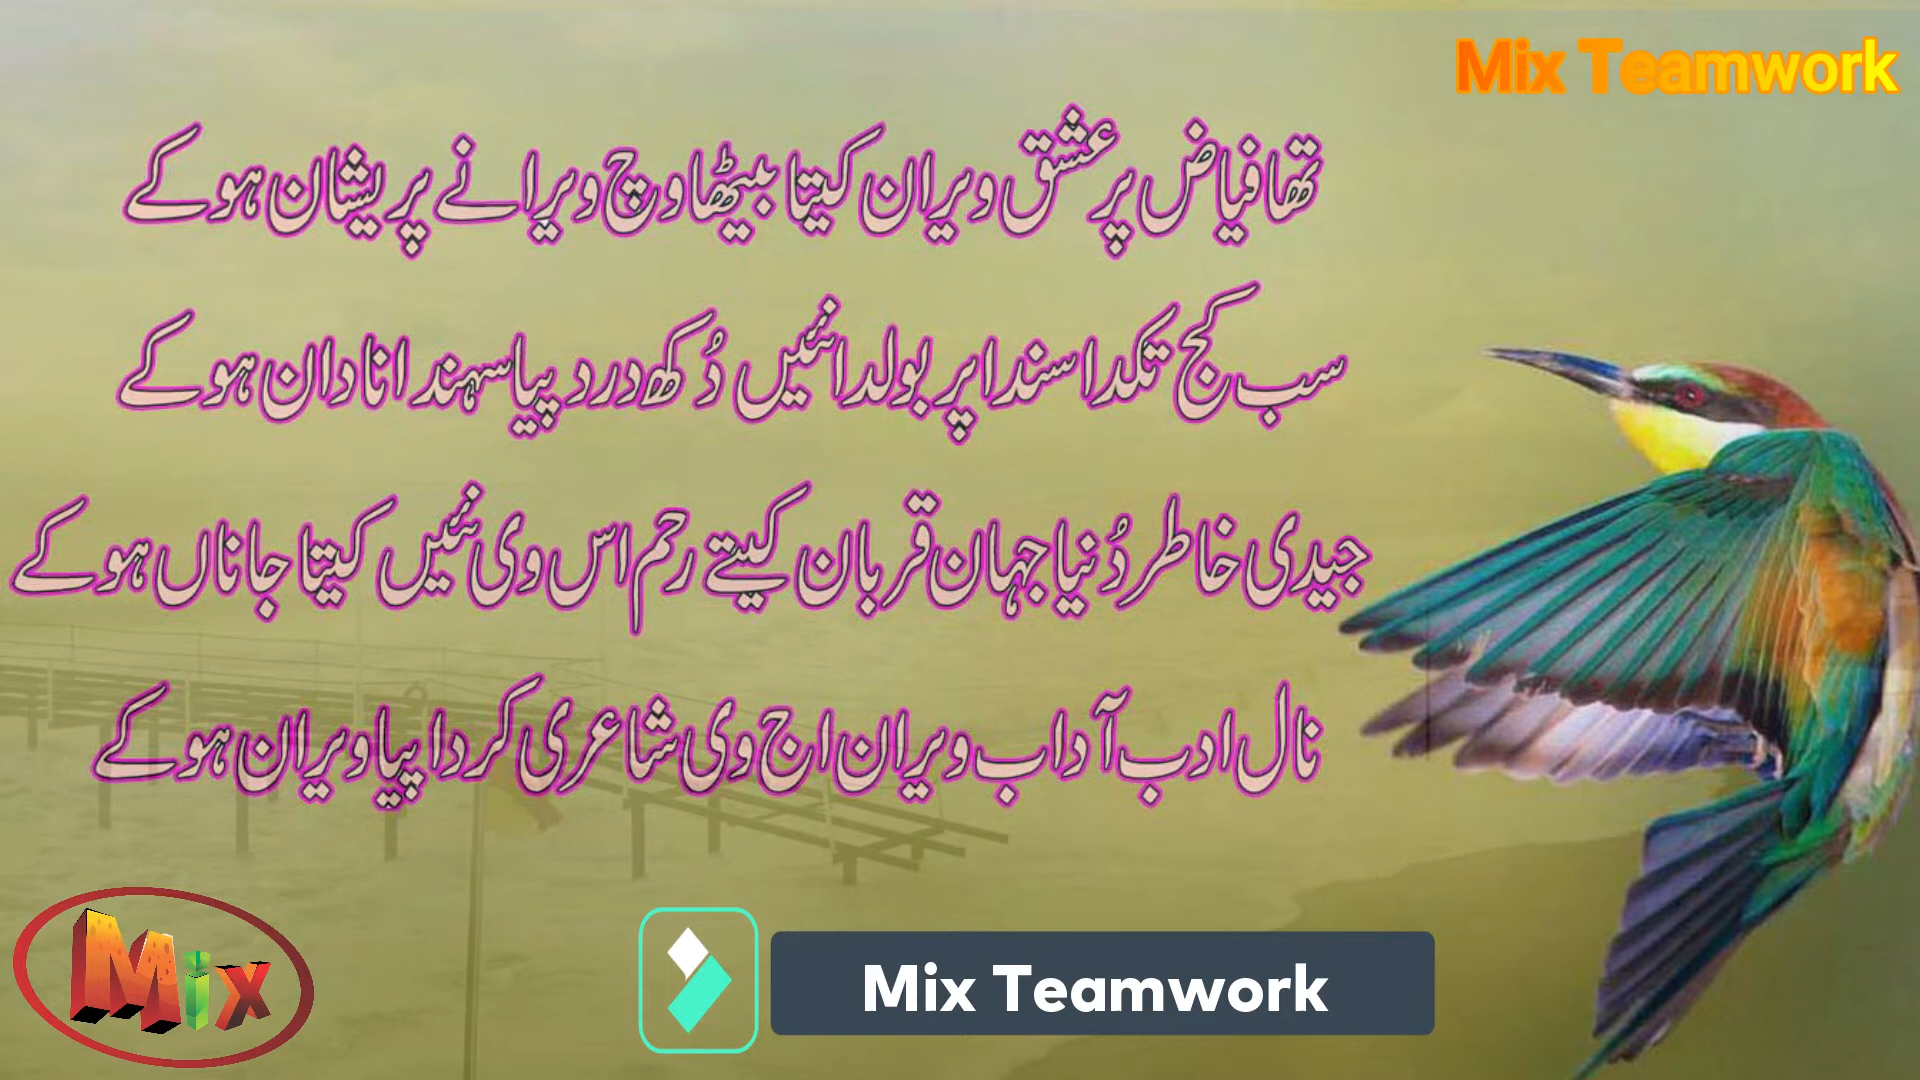 Mix Teamwork
تھا فیاض پر عشق ویران کیتا بیٹھا وچ ویرانے پریشان ہو کے
سب کجُ تکدا سندا پر بولدا نئیں دُکھ درد پیا سہندا نادان ہو کے
جیدی خاطر دُنیا جہان قربان کیتے رحم اس وی نئیں کیتا جاناں ہو کے
نال ادب آداب ویران اج وی شاعری کردا پیا ویران ہو کے
Mix
Mix Teamwork